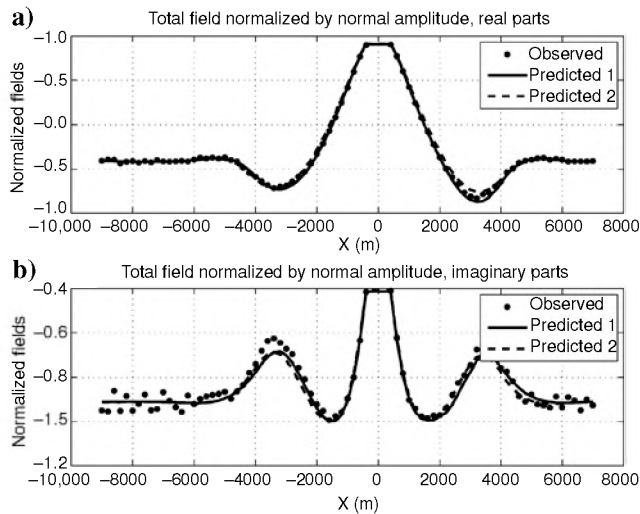 a)
Total field normalized by normal amplitude, real parts
Normalized fields
−1.0
−0.5
−0.0
−0.5
−1.0
Observed
Predicted 1
Predicted 2
−10,000 −8000 −6000 −4000 −2000 0 2000 4000 6000 8000
X (m)
b)
Total field normalized by normal amplitude, imaginary parts
Normalized fields
−0.4
−0.6
−0.8
−1.5
−1.2
Observed
Predicted 1
Predicted 2
−10,000 −8000 −6000 −4000 −2000 0 2000 4000 6000 8000
X (m)